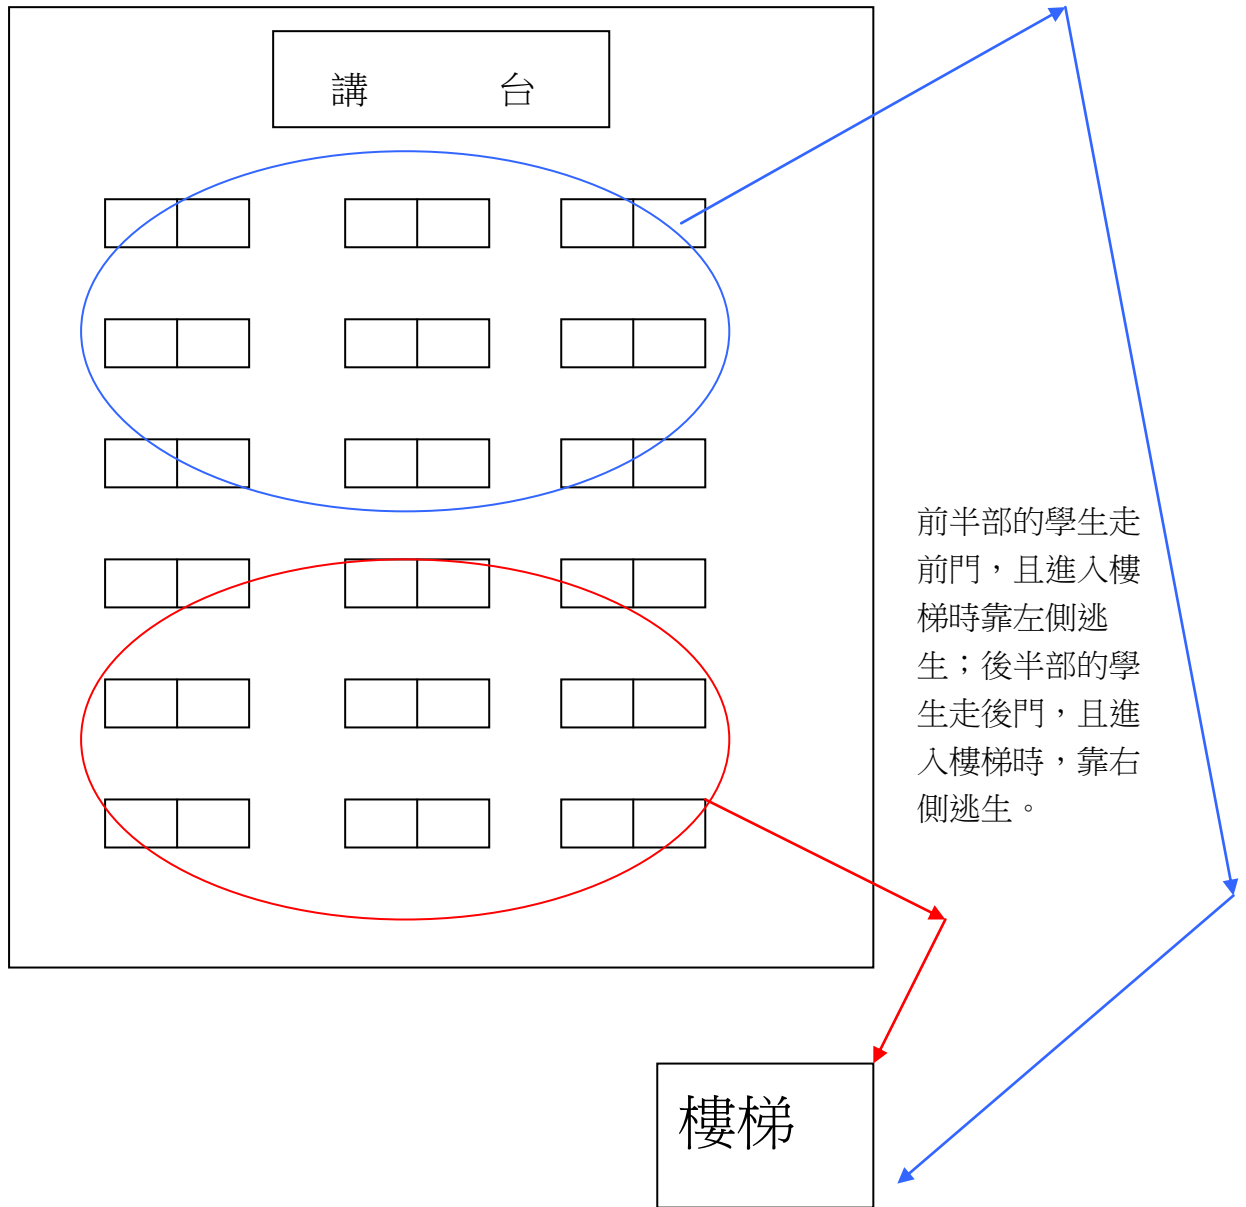 講 台
前半部的學生走
前門，且進入樓
梯時靠左側逃
生；後半部的學
生走後門，且進
入樓梯時，靠右
側逃生。
樓梯